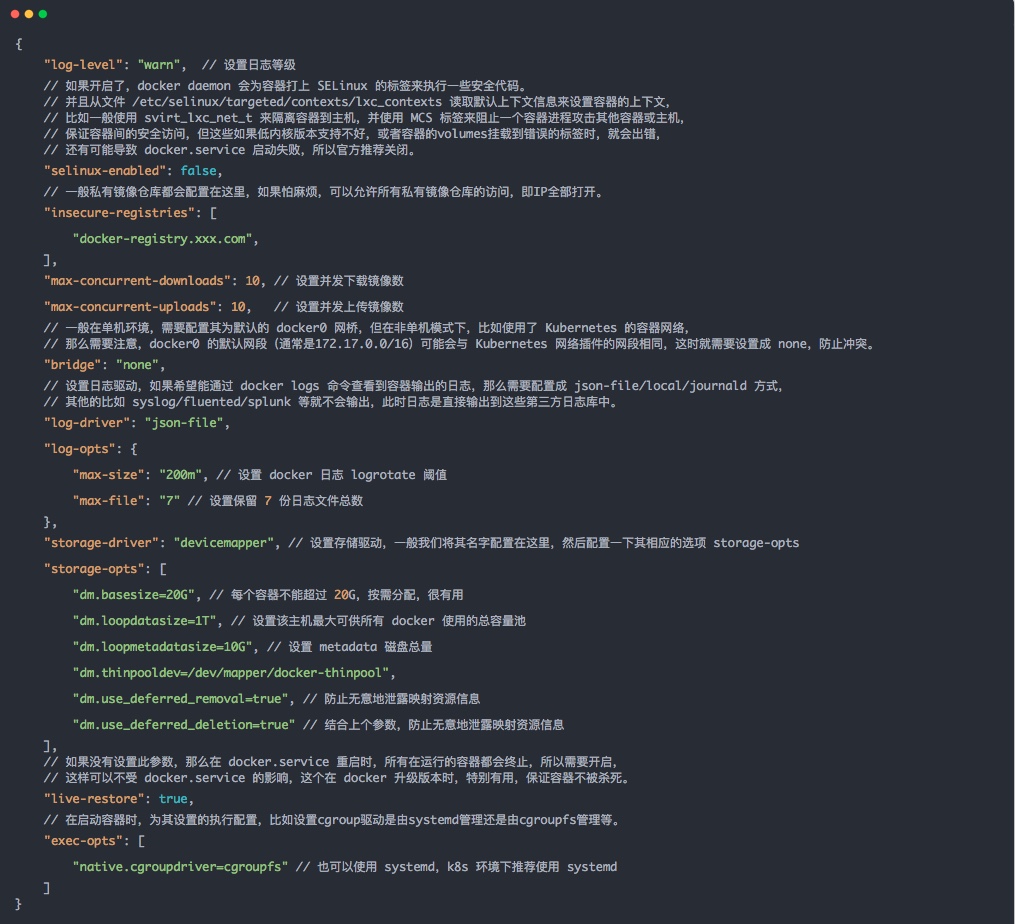 {
"log-level": "warn",  // 设置日志等级
// 如果开启了，docker daemon 会为容器打上 SELinux 的标签来执行一些安全代码。
// 并且从文件 /etc/selinux/targeted/contexts/lxc_contexts 读取默认上下文信息来设置容器的上下文，
// 比如一般使用 svirt_lxc_net_t 来隔离容器到主机，并使用 MCS 标签来阻止一个容器进程攻击其他容器或主机，
// 保证容器间的安全访问，但这些如果低内核版本支持不好，或者容器的volumes挂载到错误的标签时，就会出错，
// 还有可能导致 docker.service 启动失败，所以官方推荐关闭。
"selinux-enabled": false,
// 一般私有镜像仓库都会配置在这里，如果怕麻烦，可以允许所有私有镜像仓库的访问，即IP全部打开。
"insecure-registries": [
"docker-registry.xxx.com",
],
"max-concurrent-downloads": 10, // 设置并发下载镜像数
"max-concurrent-uploads": 10,   // 设置并发上传镜像数
// 一般在单机环境，需要配置其为默认的 docker0 网桥，但在非单机模式下，比如使用了 Kubernetes 的容器网络，
// 那么需要注意，docker0 的默认网段（通常是172.17.0.0/16）可能会与 Kubernetes 网络插件的网段相同，这时就需要设置成 none，防止冲突。
"bridge": "none",
// 设置日志驱动，如果希望能通过 docker logs 命令查看到容器输出的日志，那么需要配置成 json-file/local/journald 方式，
// 其他的比如 syslog/fluented/splunk 等就不会输出，此时日志是直接输出到这些第三方日志库中。
"log-driver": "json-file",
"log-opts": {
"max-size": "200m", // 设置 docker 日志 logrotate 阈值
"max-file": "7" // 设置保留 7 份日志文件总数
},
"storage-driver": "devicemapper", // 设置存储驱动，一般我们将其名字配置在这里，然后配置一下其相应的选项 storage-opts
"storage-opts": [
"dm.basesize=20G", // 每个容器不能超过 20G，按需分配，很有用
"dm.loopdatasize=1T", // 设置该主机最大可供所有 docker 使用的总容量池
"dm.loopmetadatasize=10G", // 设置 metadata 磁盘总量
"dm.thinpooldev=/dev/mapper/docker-thinpool",
"dm.use_deferred_removal=true", // 防止无意地泄露映射资源信息
"dm.use_deferred_deletion=true" // 结合上个参数，防止无意地泄露映射资源信息
],
// 如果没有设置此参数，那么在 docker.service 重启时，所有在运行的容器都会终止，所以需要开启，
// 这样可以不受 docker.service 的影响，这个在 docker 升级版本时，特别有用，保证容器不被杀死。
"live-restore": true,
// 在启动容器时，为其设置的执行配置，比如设置cgroup驱动是由systemd管理还是由cgroupfs管理等。
"exec-opts": [
"native.cgroupdriver=cgroupfs" // 也可以使用 systemd，k8s 环境下推荐使用 systemd
]
}